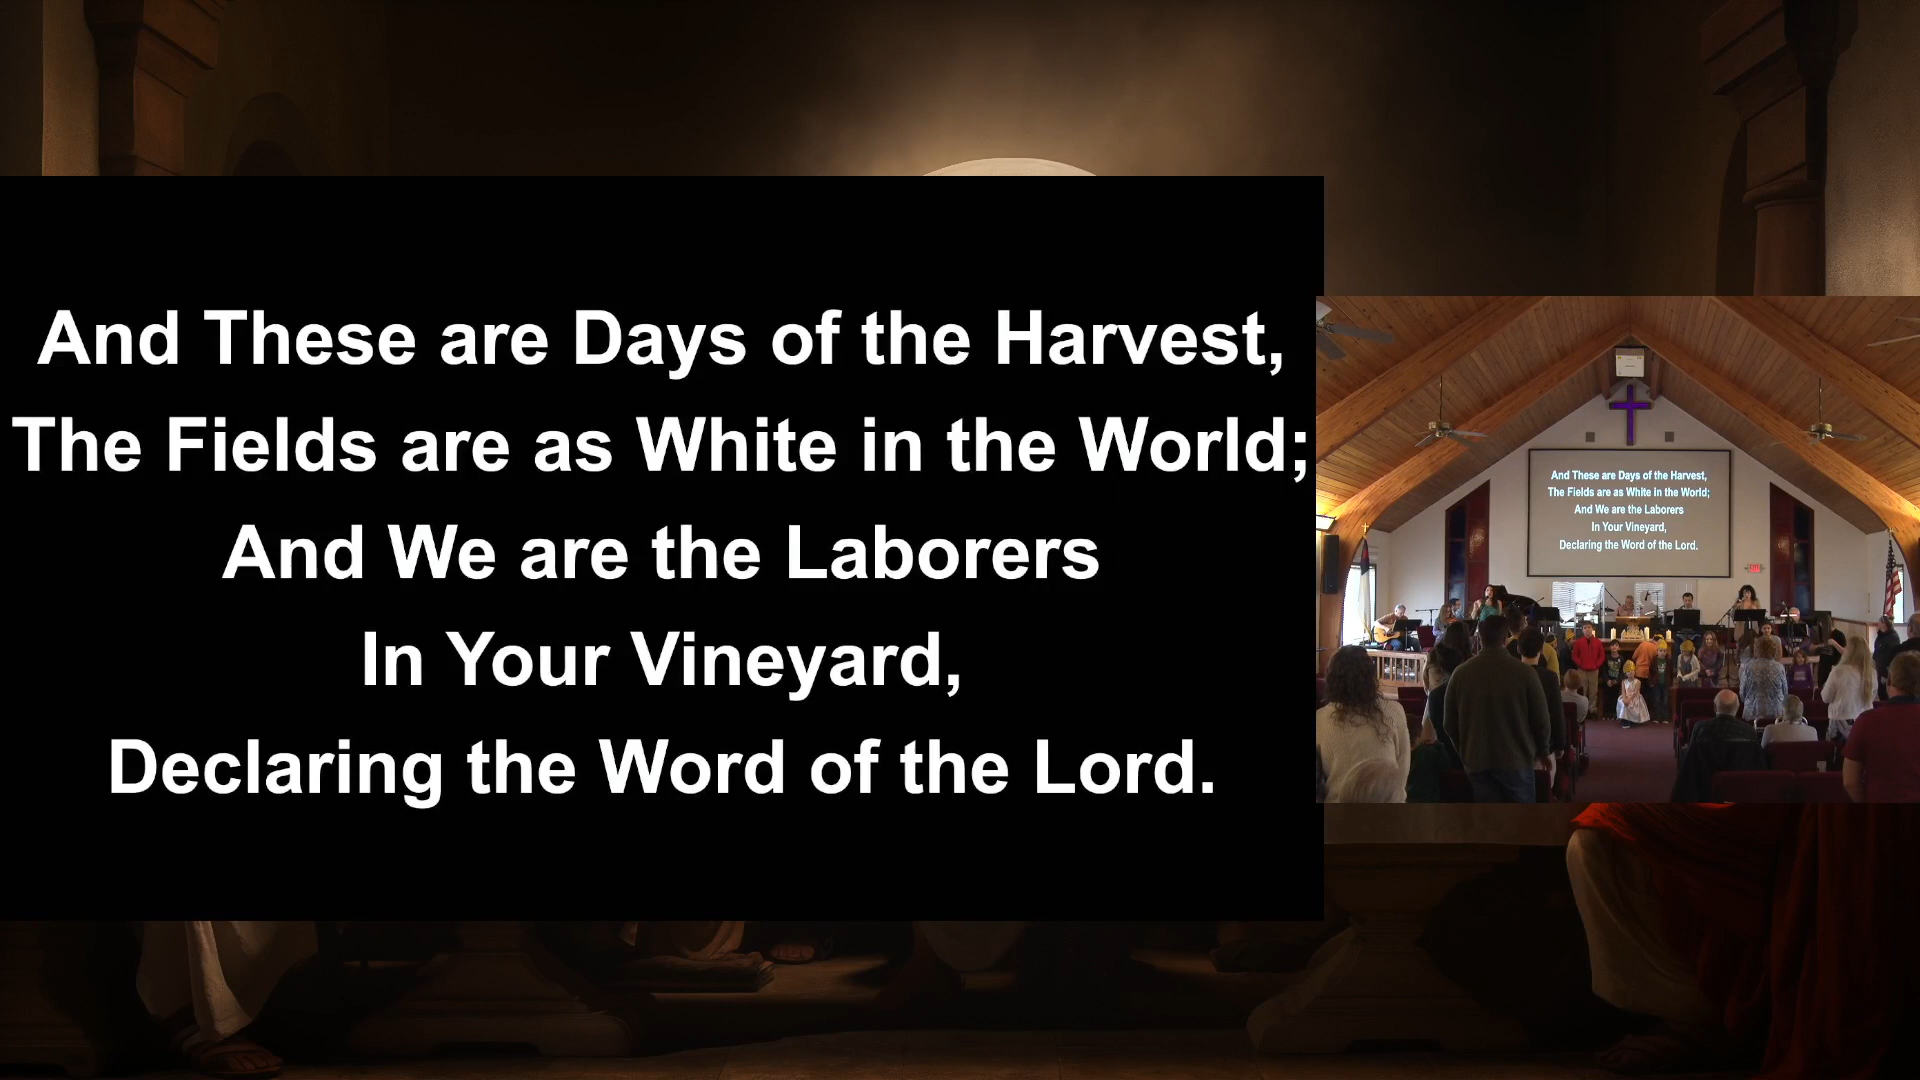 And These are Days of the Harvest,
The Fields are as White in the World;
And We are the Laborers
In Your Vineyard,
Declaring the Word of the Lord.
And These are Days of the Harvest,
The Fields are as White in the World;
And We are the Laborers
In Your Vineyard,
Declaring the Word of the Lord.
EXIT